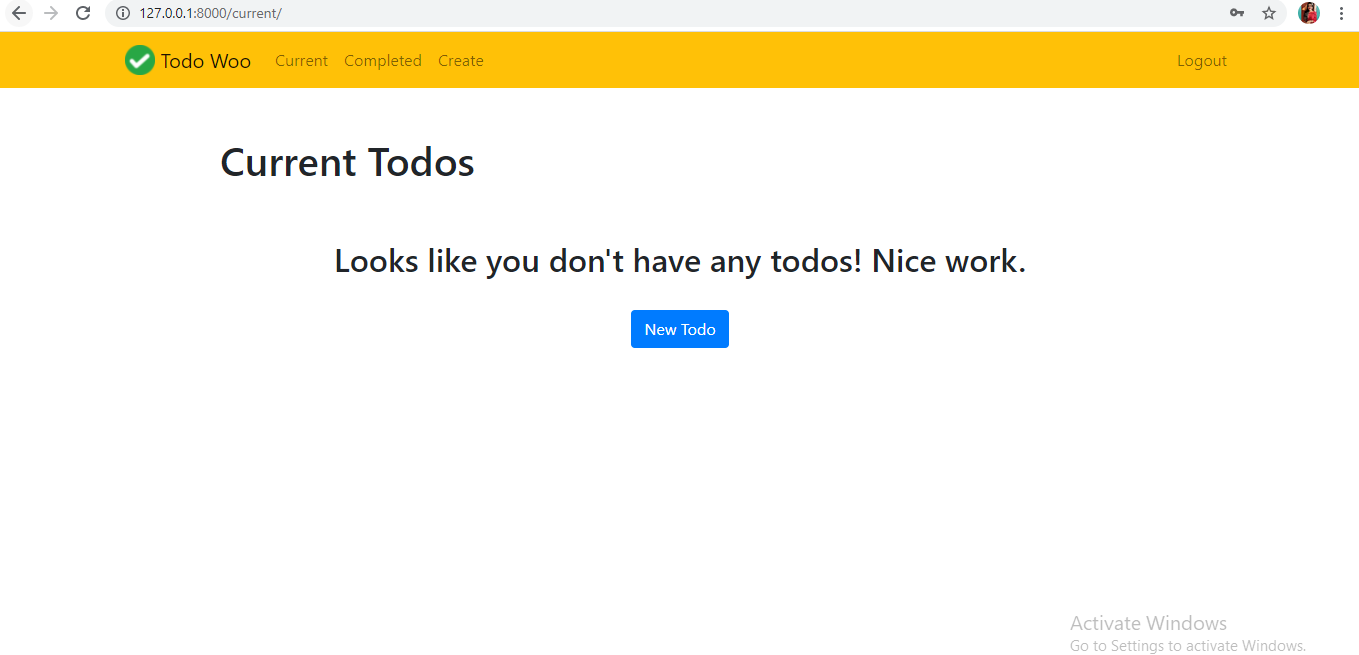 127.0.0.1:8000/current/
Todo Woo Current Completed Create Logout
Current Todos
Looks like you don't have any todos! Nice work.
New Todo
Activate Windows
Go to Settings to activate Windows.